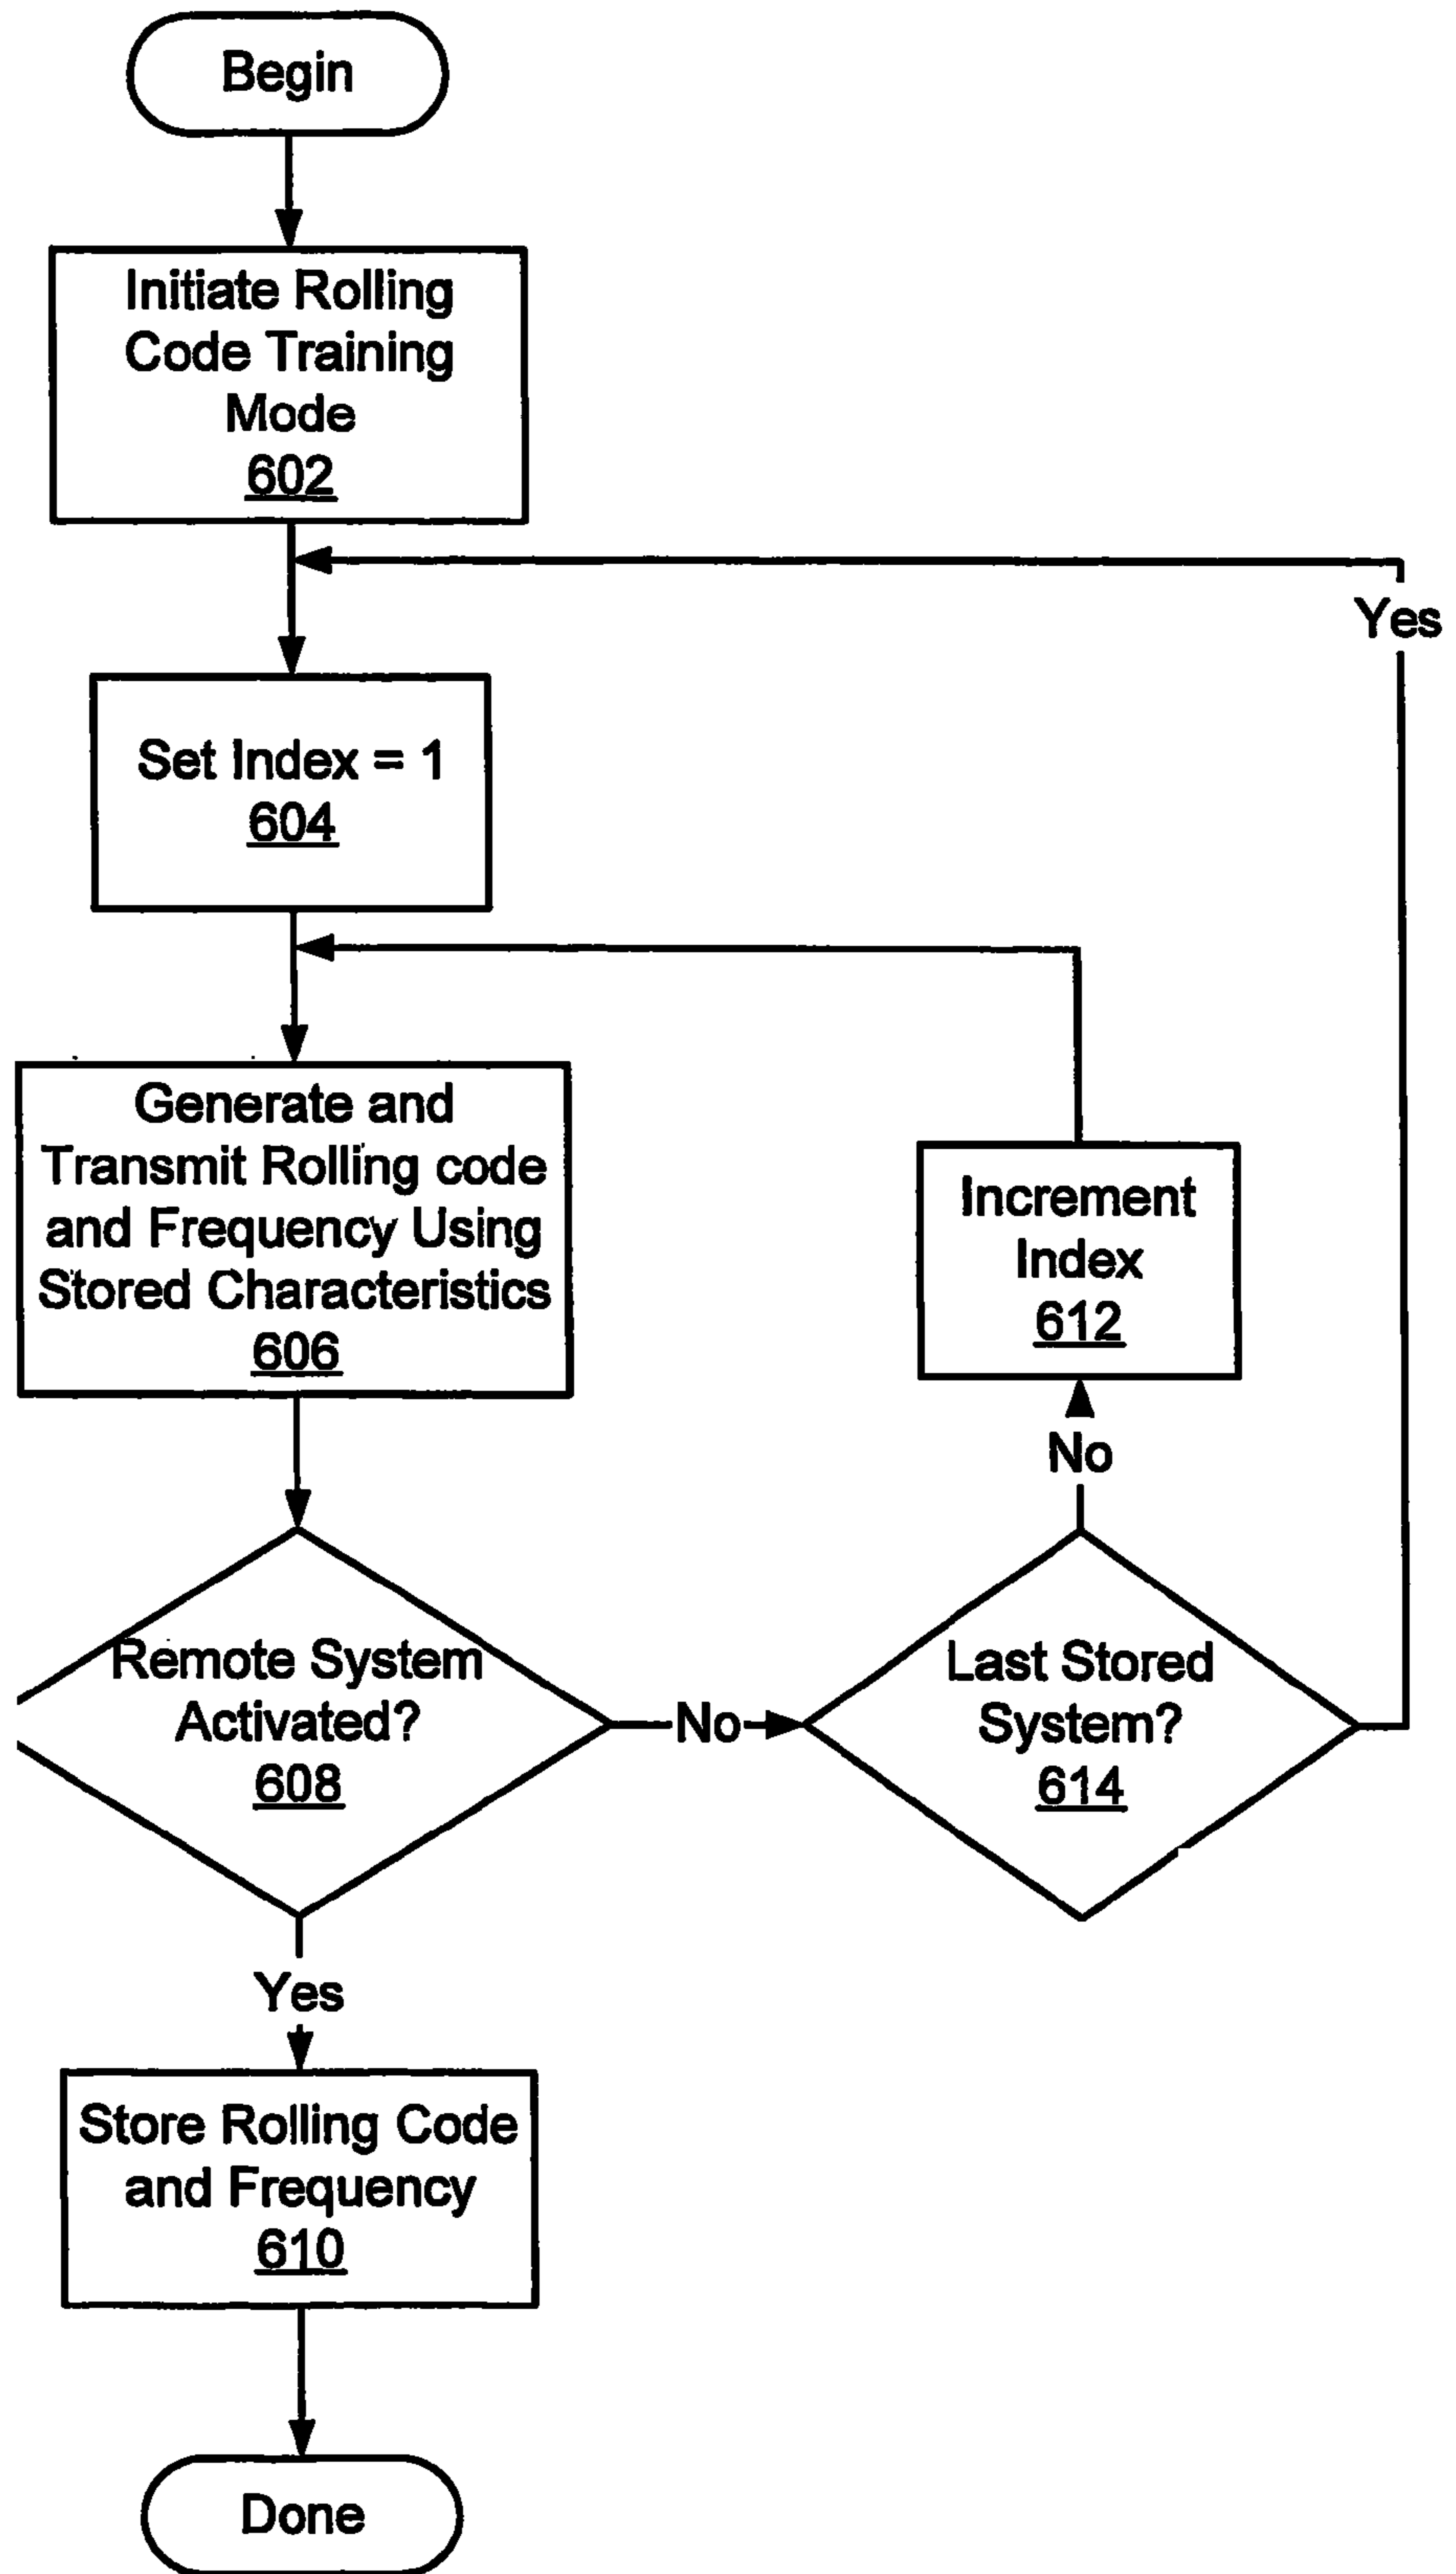 Begin
Initiate Rolling
Code Training
Mode
602
Yes
Set Index = 1
604
Generate and
Transmit Rolling code
and Frequency Using
Stored Characteristics
606
Increment
Index
612
No
Remote System
Activated?
608
No
Last Stored
System?
614
Yes
Store Rolling Code
and Frequency
610
Done